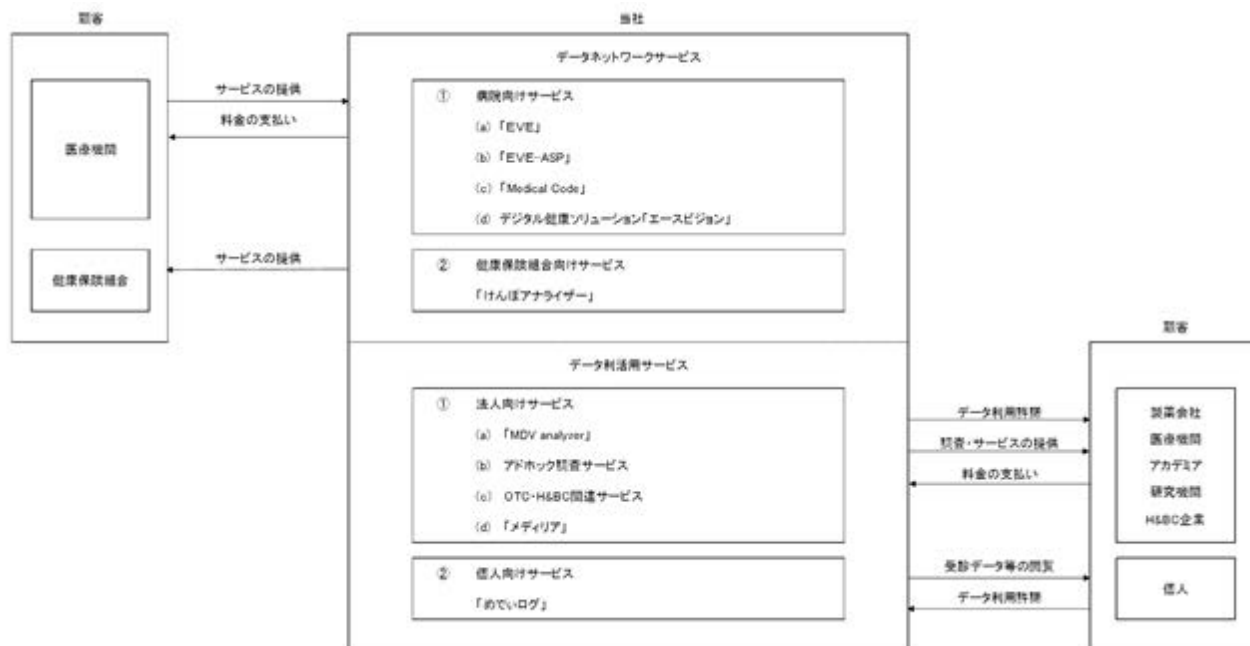 顧客
当社
データネットワークサービス
サービスの提供
料金の支払い
医療機関
① 病院向けサービス
(a) 「EVE」
(b) 「EVE-ASP」
(c) 「Medical Code」
(d) デジタル健康ソリューション「エースビジョン」
サービスの提供
健康保険組合
② 健康保険組合向けサービス
「けんぽアナライザー」
顧客
データ利活用サービス
① 法人向けサービス
(a) 「MDV analyzer」
(b) アドホック調査サービス
(c) OTC・H&BC関連サービス
(d) 「メディリア」
データ利用許諾
調査・サービスの提供
料金の支払い
製薬会社
医療機関
アカデミア
研究機関
H&BC企業
② 個人向けサービス
「めでぃログ」
受診データ等の閲覧
データ利用許諾
個人